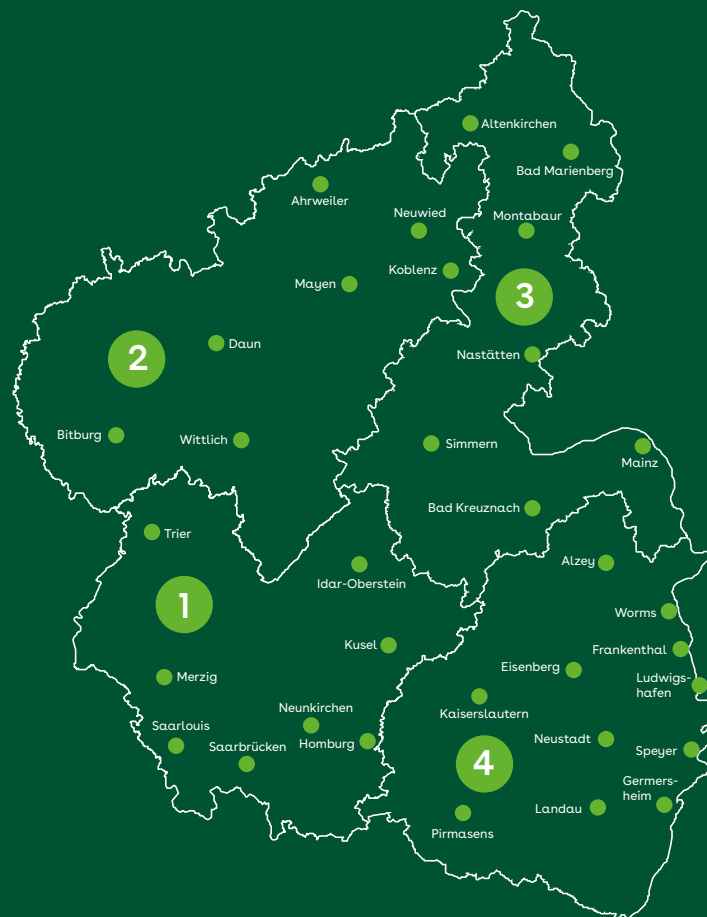 Altenkirchen
Bad Marienberg
Ahrweiler
Neuwied
Montabaur
Koblenz
Mayen
3
2
Daun
Nastätten
Bitburg
Wittlich
Simmern
Mainz
Bad Kreuznach
Trier
Alzey
Idar-Oberstein
1
Worms
Kusel
Frankenthal
Eisenberg
Merzig
Ludwigs-
hafen
Neunkirchen
Kaiserslautern
Saarlouis
Saarbrücken
Homburg
Neustadt
Speyer
4
Germers-
heim
Landau
Pirmasens